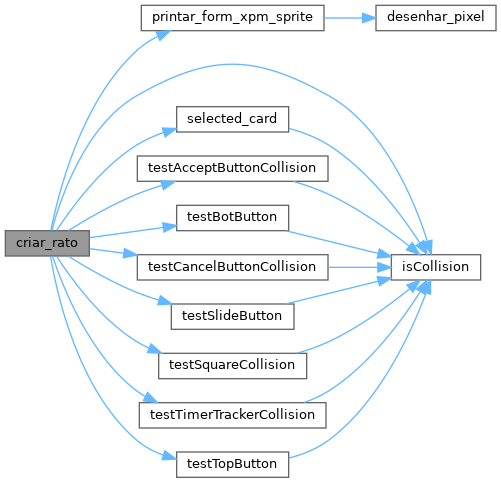 printar_form_xpm_sprite
desenhar_pixel
selected_card
testAcceptButtonCollision
testBotButton
criar_rato
testCancelButtonCollision
isCollision
testSlideButton
testSquareCollision
testTimerTrackerCollision
testTopButton